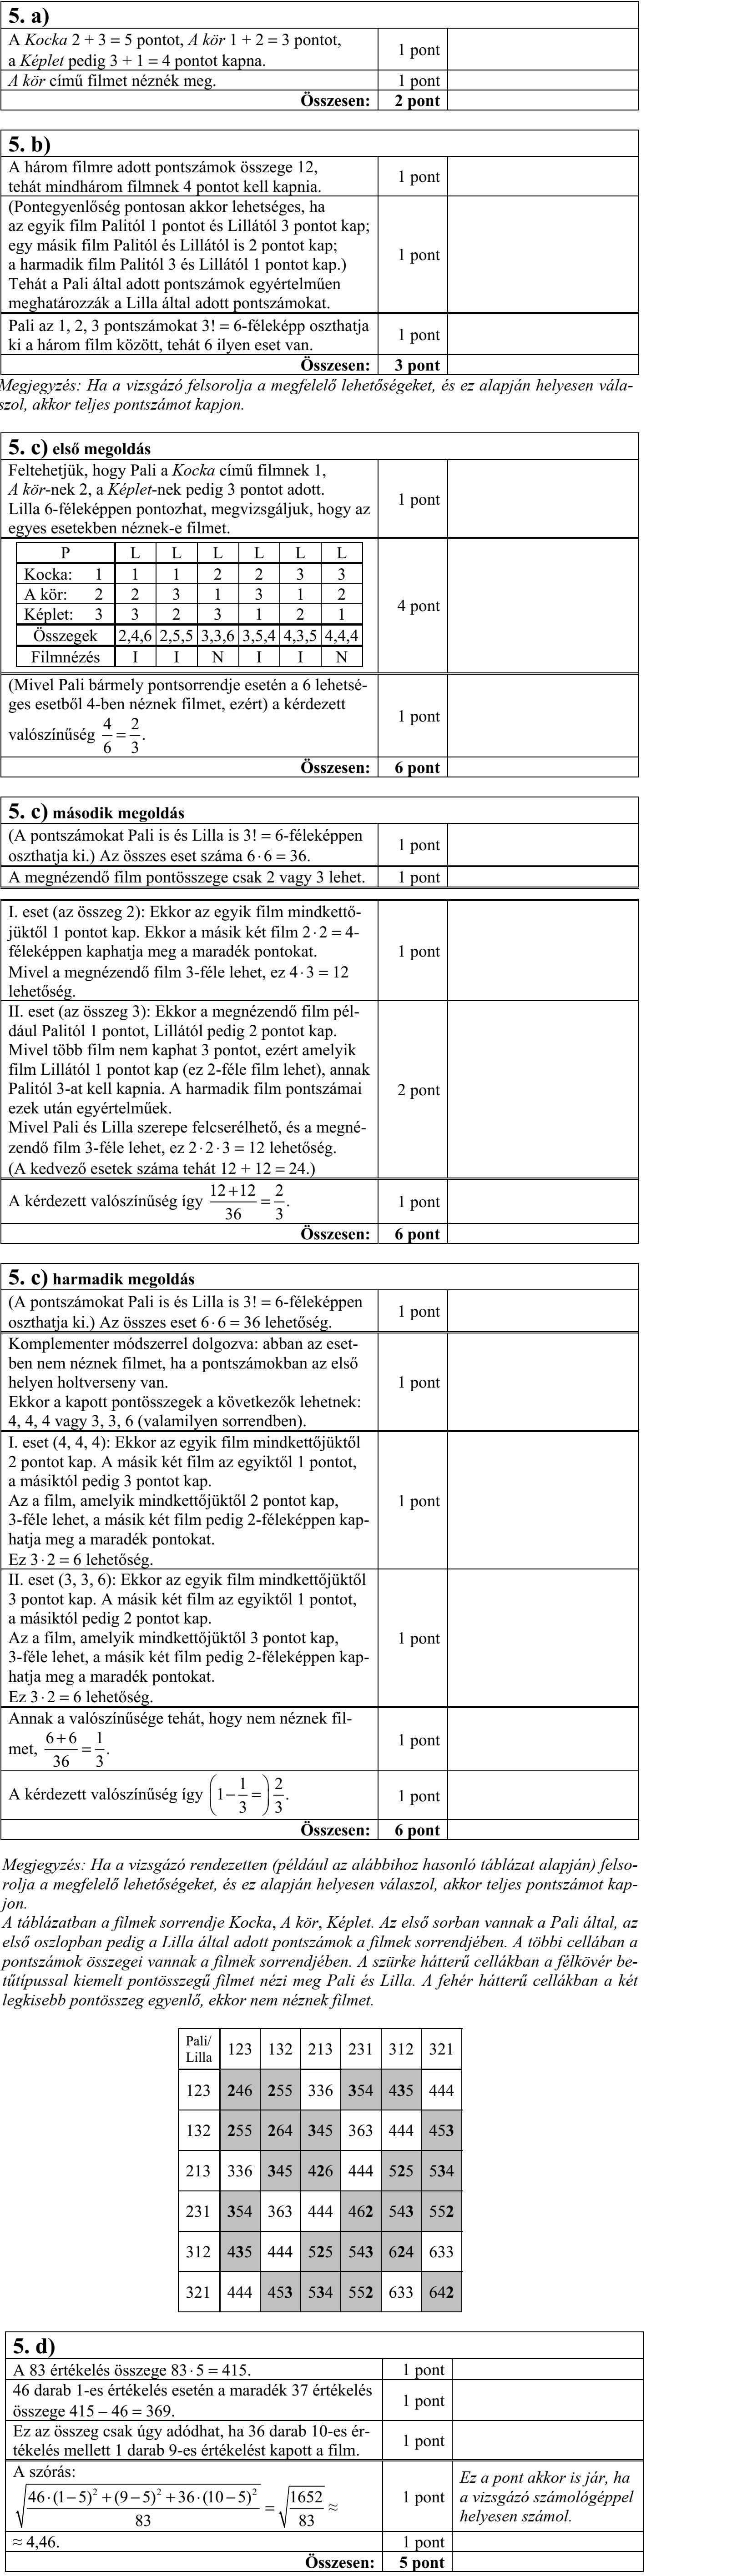 5. a)
A Kocka 2 + 3 = 5 pontot, A kör 1 + 2 = 3 pontot,
a Képlet pedig 3 + 1 = 4 pontot kapna.
1 pont
A kör című filmet néznék meg.
1 pont
Összesen: 2 pont
5. b)
A három filmre adott pontszámok összege 12,
tehát mindhárom filmnek 4 pontot kell kapnia.
1 pont
(Pontegyenlőség pontosan akkor lehetséges, ha
az egyik film Palitól 1 pontot és Lillától 3 pontot kap;
egy másik film Palitól és Lillától is 2 pontot kap;
a harmadik film Palitól 3 és Lillától 1 pontot kap.)
Tehát a Pali által adott pontszámok egyértelműen
meghatározzák a Lilla által adott pontszámokat.
1 pont
Pali az 1, 2, 3 pontszámokat 3! = 6-féleképp oszthatja
ki a három film között, tehát 6 ilyen eset van.
1 pont
Összesen: 3 pont
Megjegyzés: Ha a vizsgázó felsorolja a megfelelő lehetőségeket, és ez alapján helyesen vála-
szol, akkor teljes pontszámot kapjon.
5. c) első megoldás
Feltehetjük, hogy Pali a Kocka című filmnek 1,
A kör-nek 2, a Képlet-nek pedig 3 pontot adott.
Lilla 6-féleképpen pontozhat, megvizsgáljuk, hogy az
egyes esetekben néznek-e filmet.
1 pont
P L L L L L L
Kocka: 1 1 1 2 2 3 3
A kör: 2 2 3 1 3 1 2
Képlet: 3 3 2 3 1 2 1
Összegek 2,4,6 2,5,5 3,3,6 3,5,4 4,3,5 4,4,4
Filmnézés I I N I I N
4 pont
(Mivel Pali bármely pontsorrendje esetén a 6 lehetsé-
ges esetből 4-ben néznek filmet, ezért) a kérdezett
valószínűség 4/6 = 2/3.
1 pont
Összesen: 6 pont
5. c) második megoldás
(A pontszámokat Pali is és Lilla is 3! = 6-féleképpen
oszthatja ki.) Az összes eset száma 6·6 = 36.
1 pont
A megnézendő film pontösszege csak 2 vagy 3 lehet.
1 pont
I. eset (az összeg 2): Ekkor az egyik film mindkettő-
jüktől 1 pontot kap. Ekkor a másik két film 2·2 = 4-
féleképpen kaphatja meg a maradék pontokat.
Mivel a megnézendő film 3-féle lehet, ez 4·3 = 12
lehetőség.
1 pont
II. eset (az összeg 3): Ekkor a megnézendő film pél-
dául Palitól 1 pontot, Lillától pedig 2 pontot kap.
Mivel több film nem kaphat 3 pontot, ezért amelyik
film Lillától 1 pontot kap (ez 2-féle film lehet), annak
Palitól 3-at kell kapnia. A harmadik film pontszámai
ezek után egyértelműek.
Mivel Pali és Lilla szerepe felcserélhető, és a megné-
zendő film 3-féle lehet, ez 2·2·3 = 12 lehetőség.
(A kedvező esetek száma tehát 12 + 12 = 24.)
2 pont
A kérdezett valószínűség így (12+12)/36 = 2/3.
1 pont
Összesen: 6 pont
5. c) harmadik megoldás
(A pontszámokat Pali is és Lilla is 3! = 6-féleképpen
oszthatja ki.) Az összes eset 6·6 = 36 lehetőség.
1 pont
Komplementer módszerrel dolgozva: abban az eset-
ben nem néznek filmet, ha a pontszámokban az első
helyen holtverseny van.
Ekkor a kapott pontösszegek a következők lehetnek:
4, 4, 4 vagy 3, 3, 6 (valamilyen sorrendben).
1 pont
I. eset (4, 4, 4): Ekkor az egyik film mindkettőjüktől
2 pontot kap. A másik két film az egyiktől 1 pontot,
a másiktól pedig 3 pontot kap.
Az a film, amelyik mindkettőjüktől 2 pontot kap,
3-féle lehet, a másik két film pedig 2-féleképpen kap-
hatja meg a maradék pontokat.
Ez 3·2 = 6 lehetőség.
1 pont
II. eset (3, 3, 6): Ekkor az egyik film mindkettőjüktől
3 pontot kap. A másik két film az egyiktől 1 pontot,
a másiktól pedig 2 pontot kap.
Az a film, amelyik mindkettőjüktől 3 pontot kap,
3-féle lehet, a másik két film pedig 2-féleképpen kap-
hatja meg a maradék pontokat.
Ez 3·2 = 6 lehetőség.
1 pont
Annak a valószínűsége tehát, hogy nem néznek fil-
met, (6+6)/36 = 1/3.
1 pont
A kérdezett valószínűség így (1 − 1/3 =) 2/3.
1 pont
Összesen: 6 pont
Megjegyzés: Ha a vizsgázó rendezetten (például az alábbihoz hasonló táblázat alapján) felso-
rolja a megfelelő lehetőségeket, és ez alapján helyesen válaszol, akkor teljes pontszámot kap-
jon.
A táblázatban a filmek sorrendje Kocka, A kör, Képlet. Az első sorban vannak a Pali által, az
első oszlopban pedig a Lilla által adott pontszámok a filmek sorrendjében. A többi cellában a
pontszámok összegei vannak a filmek sorrendjében. A szürke hátterű cellákban a félkövér be-
tűtípussal kiemelt pontösszegű filmet nézi meg Pali és Lilla. A fehér hátterű cellákban a két
legkisebb pontösszeg egyenlő, ekkor nem néznek filmet.
Pali/
Lilla
123 132 213 231 312 321
123 246 255 336 354 435 444
132 255 264 345 363 444 453
213 336 345 426 444 525 534
231 354 363 444 462 543 552
312 435 444 525 543 624 633
321 444 453 534 552 633 642
5. d)
A 83 értékelés összege 83·5 = 415.
1 pont
46 darab 1-es értékelés esetén a maradék 37 értékelés
összege 415 – 46 = 369.
1 pont
Ez az összeg csak úgy adódhat, ha 36 darab 10-es ér-
tékelés mellett 1 darab 9-es értékelést kapott a film.
1 pont
A szórás:
√((46·(1−5)² + (9−5)² + 36·(10−5)²)/83) = √(1652/83) ≈
1 pont
Ez a pont akkor is jár, ha
a vizsgázó számológéppel
helyesen számol.
≈ 4,46.
1 pont
Összesen: 5 pont